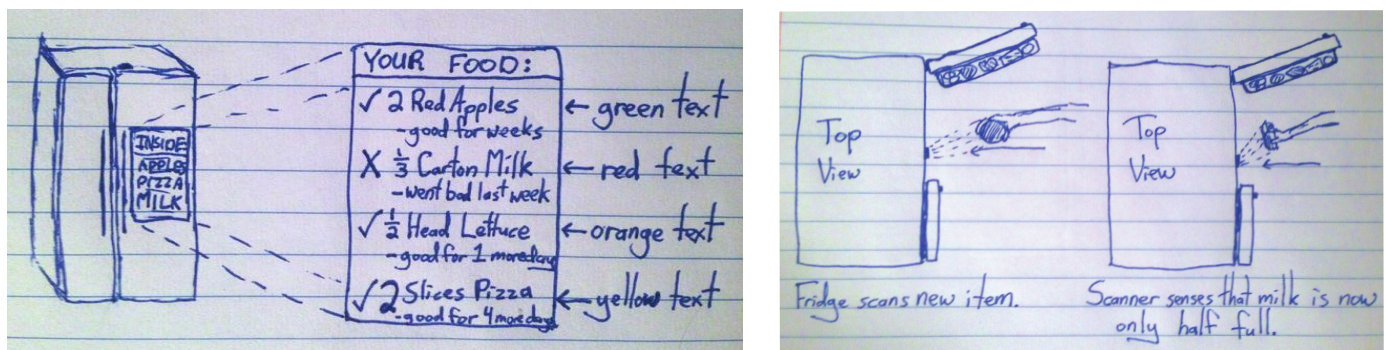 INSIDE
APPLES
PIZZA
MILK
YOUR FOOD:
✓ 2 Red Apples ← green text
-good for weeks
X 1/3 Carton Milk ← red text
-went bad last week
✓ 1/2 Head Lettuce ← orange text
-good for 1 more day
✓ 2 Slices Pizza ← yellow text
-good for 4 more days
Top
View
Fridge scans new item.
Top
View
Scanner senses that milk is now
only half full.